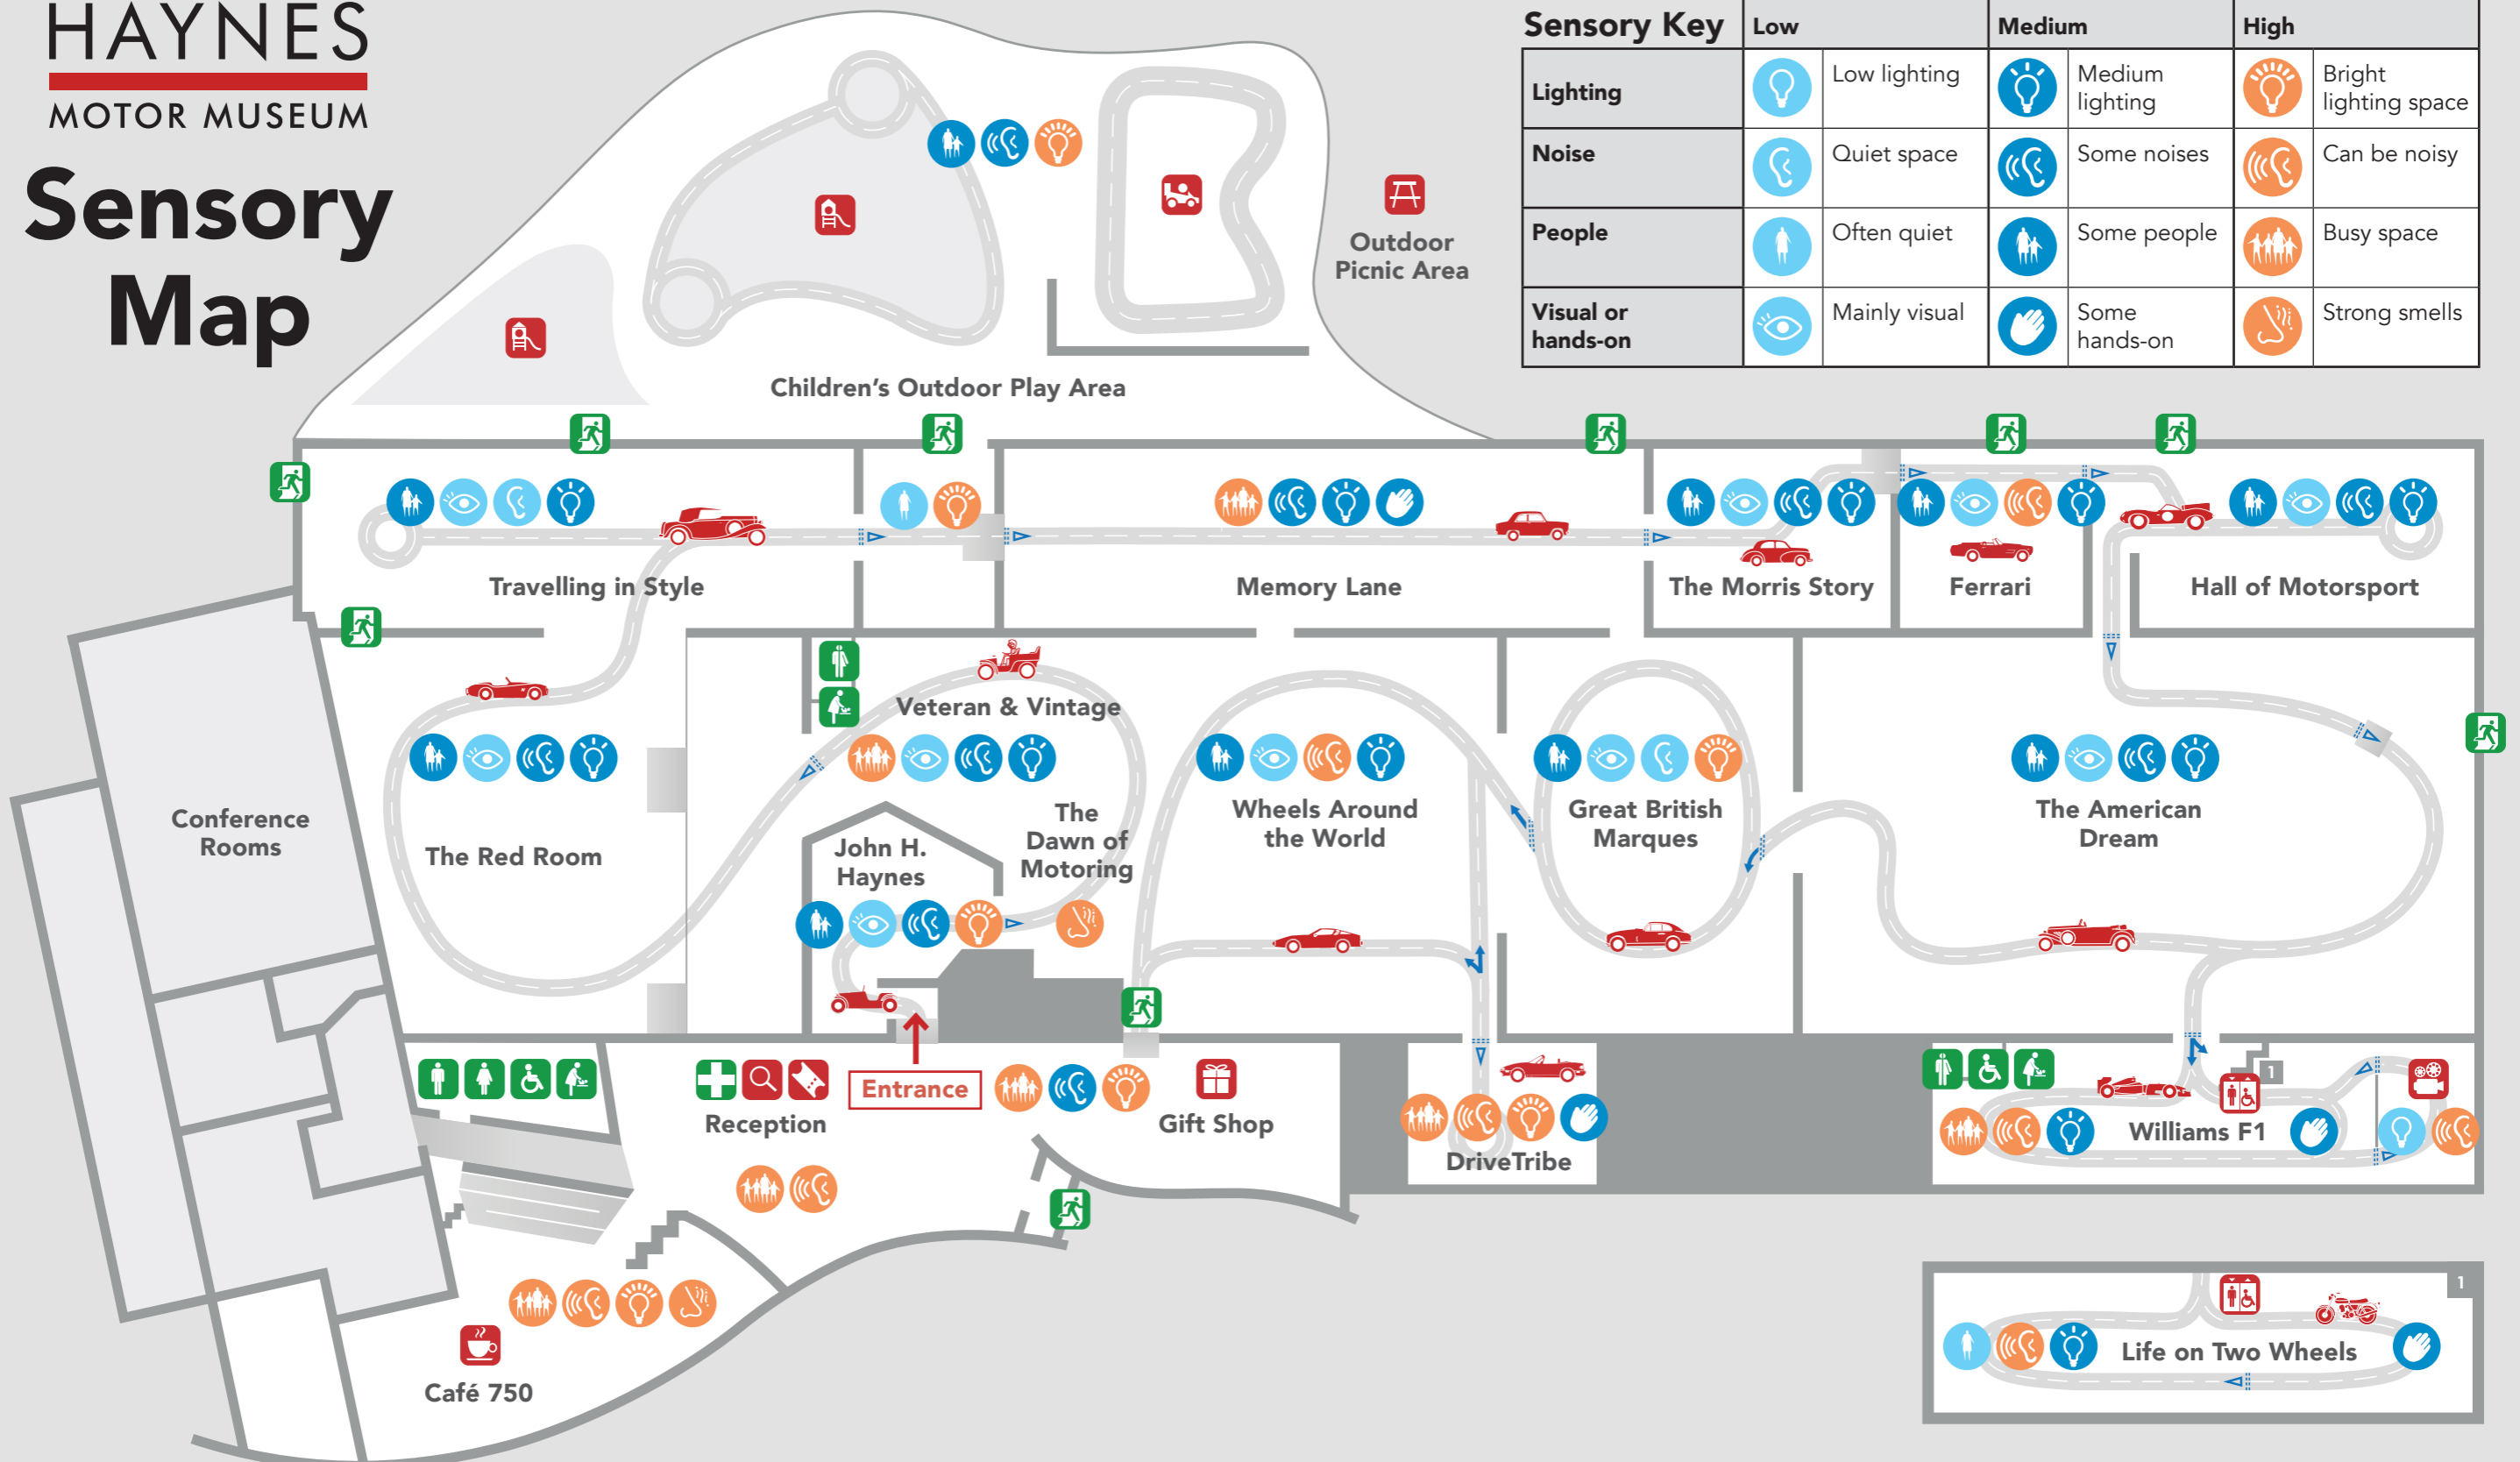 HAYNES
MOTOR MUSEUM
Sensory
Map
Sensory Key
Low
Medium
High
Lighting
Low lighting
Medium
lighting
Bright
lighting space
Noise
Quiet space
Some noises
Can be noisy
People
Often quiet
Some people
Busy space
Visual or
hands-on
Mainly visual
Some
hands-on
Strong smells
Outdoor
Picnic Area
Children's Outdoor Play Area
Travelling in Style
Memory Lane
The Morris Story
Ferrari
Hall of Motorsport
Veteran & Vintage
Conference
Rooms
The Red Room
John H.
Haynes
The
Dawn of
Motoring
Wheels Around
the World
Great British
Marques
The American
Dream
Entrance
Reception
Gift Shop
DriveTribe
Williams F1
1
Café 750
Life on Two Wheels
1